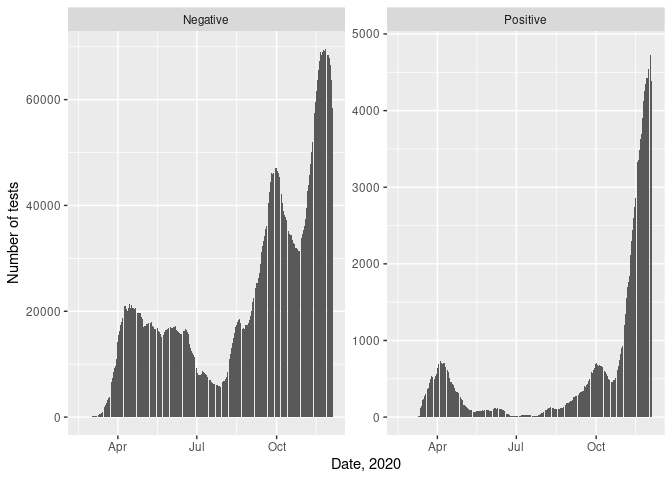 Negative
Positive
Number of tests
60000
40000
20000
0
5000
4000
3000
2000
1000
0
Apr
Jul
Oct
Apr
Jul
Oct
Date, 2020